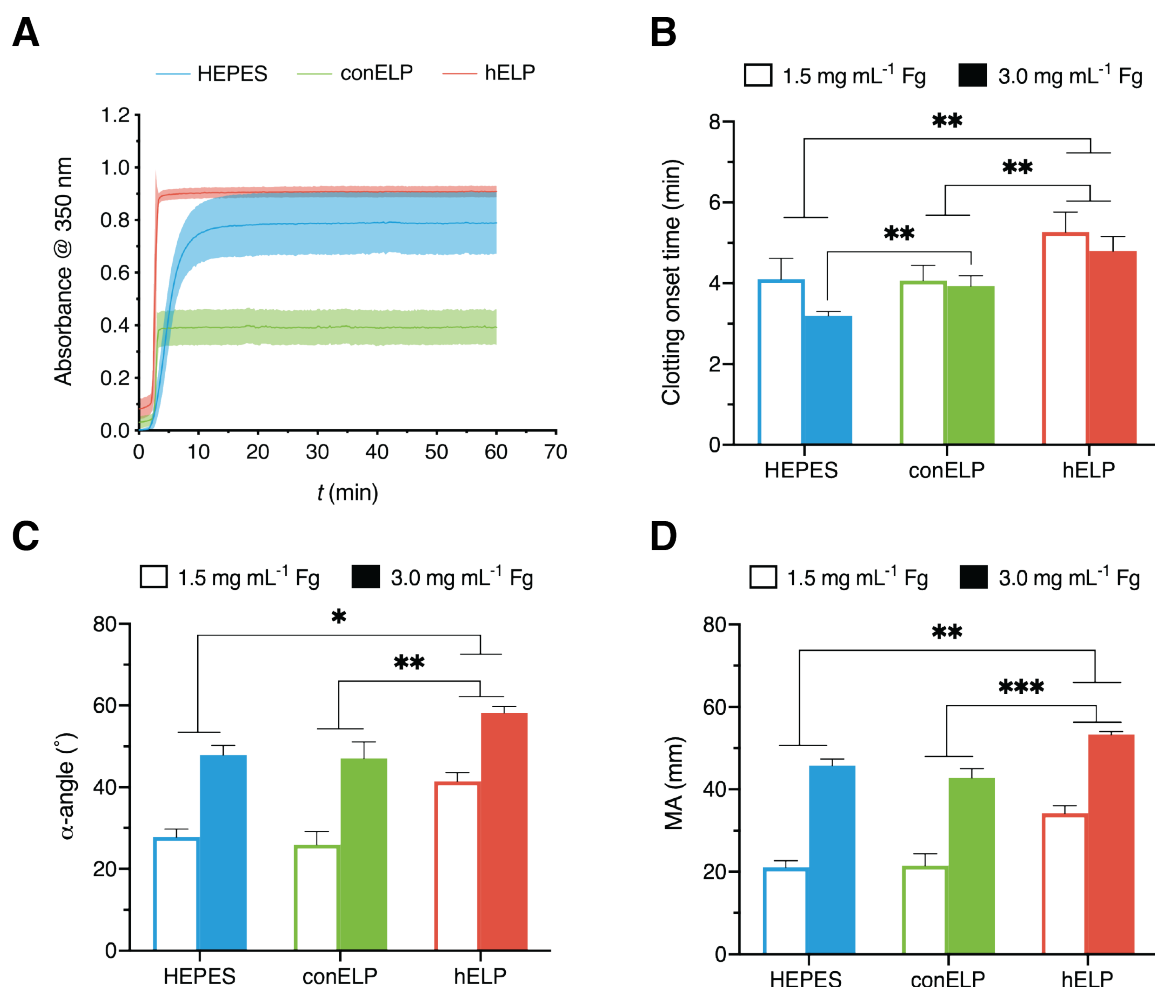 A
HEPES conELP hELP
1.2
1.0
0.8
0.6
0.4
0.2
0.0
Absorbance @ 350 nm
0 10 20 30 40 50 60 70
t (min)
B
1.5 mg mL⁻¹ Fg 3.0 mg mL⁻¹ Fg
8
6
4
2
0
Clotting onset time (min)
**
**
**
HEPES conELP hELP
C
1.5 mg mL⁻¹ Fg 3.0 mg mL⁻¹ Fg
80
60
40
20
0
α-angle (°)
*
**
HEPES conELP hELP
D
1.5 mg mL⁻¹ Fg 3.0 mg mL⁻¹ Fg
80
60
40
20
0
MA (mm)
**
***
HEPES conELP hELP